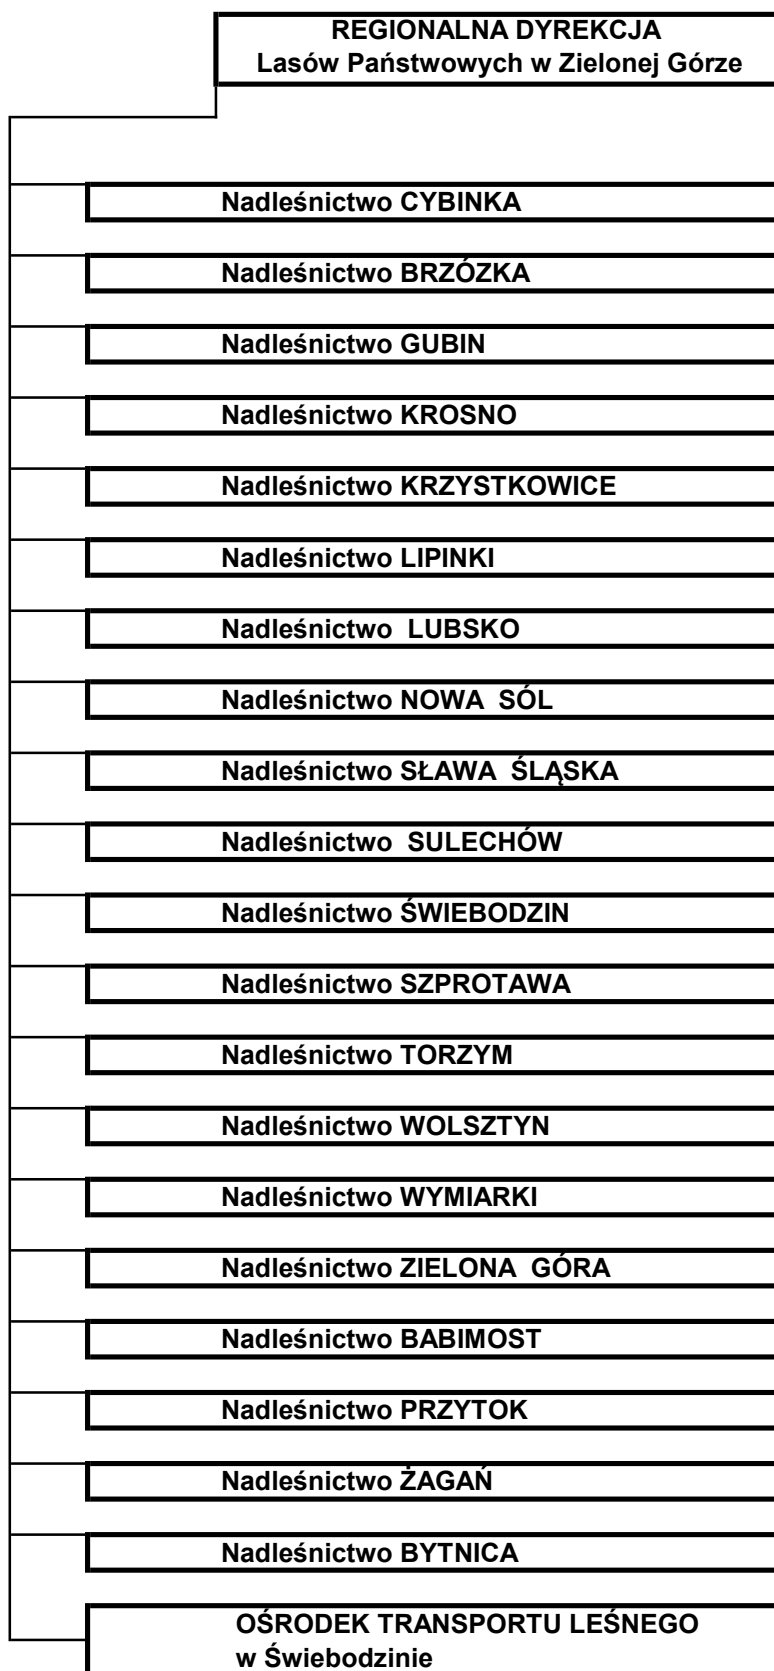 REGIONALNA DYREKCJA
Lasów Państwowych w Zielonej Górze
Nadleśnictwo CYBINKA
Nadleśnictwo BRZÓZKA
Nadleśnictwo GUBIN
Nadleśnictwo KROSNO
Nadleśnictwo KRZYSTKOWICE
Nadleśnictwo LIPINKI
Nadleśnictwo LUBSKO
Nadleśnictwo NOWA SÓL
Nadleśnictwo SŁAWA ŚLĄSKA
Nadleśnictwo SULECHÓW
Nadleśnictwo ŚWIEBODZIN
Nadleśnictwo SZPROTAWA
Nadleśnictwo TORZYM
Nadleśnictwo WOLSZTYN
Nadleśnictwo WYMIARKI
Nadleśnictwo ZIELONA GÓRA
Nadleśnictwo BABIMOST
Nadleśnictwo PRZYTOK
Nadleśnictwo ŻAGAŃ
Nadleśnictwo BYTNICA
OŚRODEK TRANSPORTU LEŚNEGO
w Świebodzinie